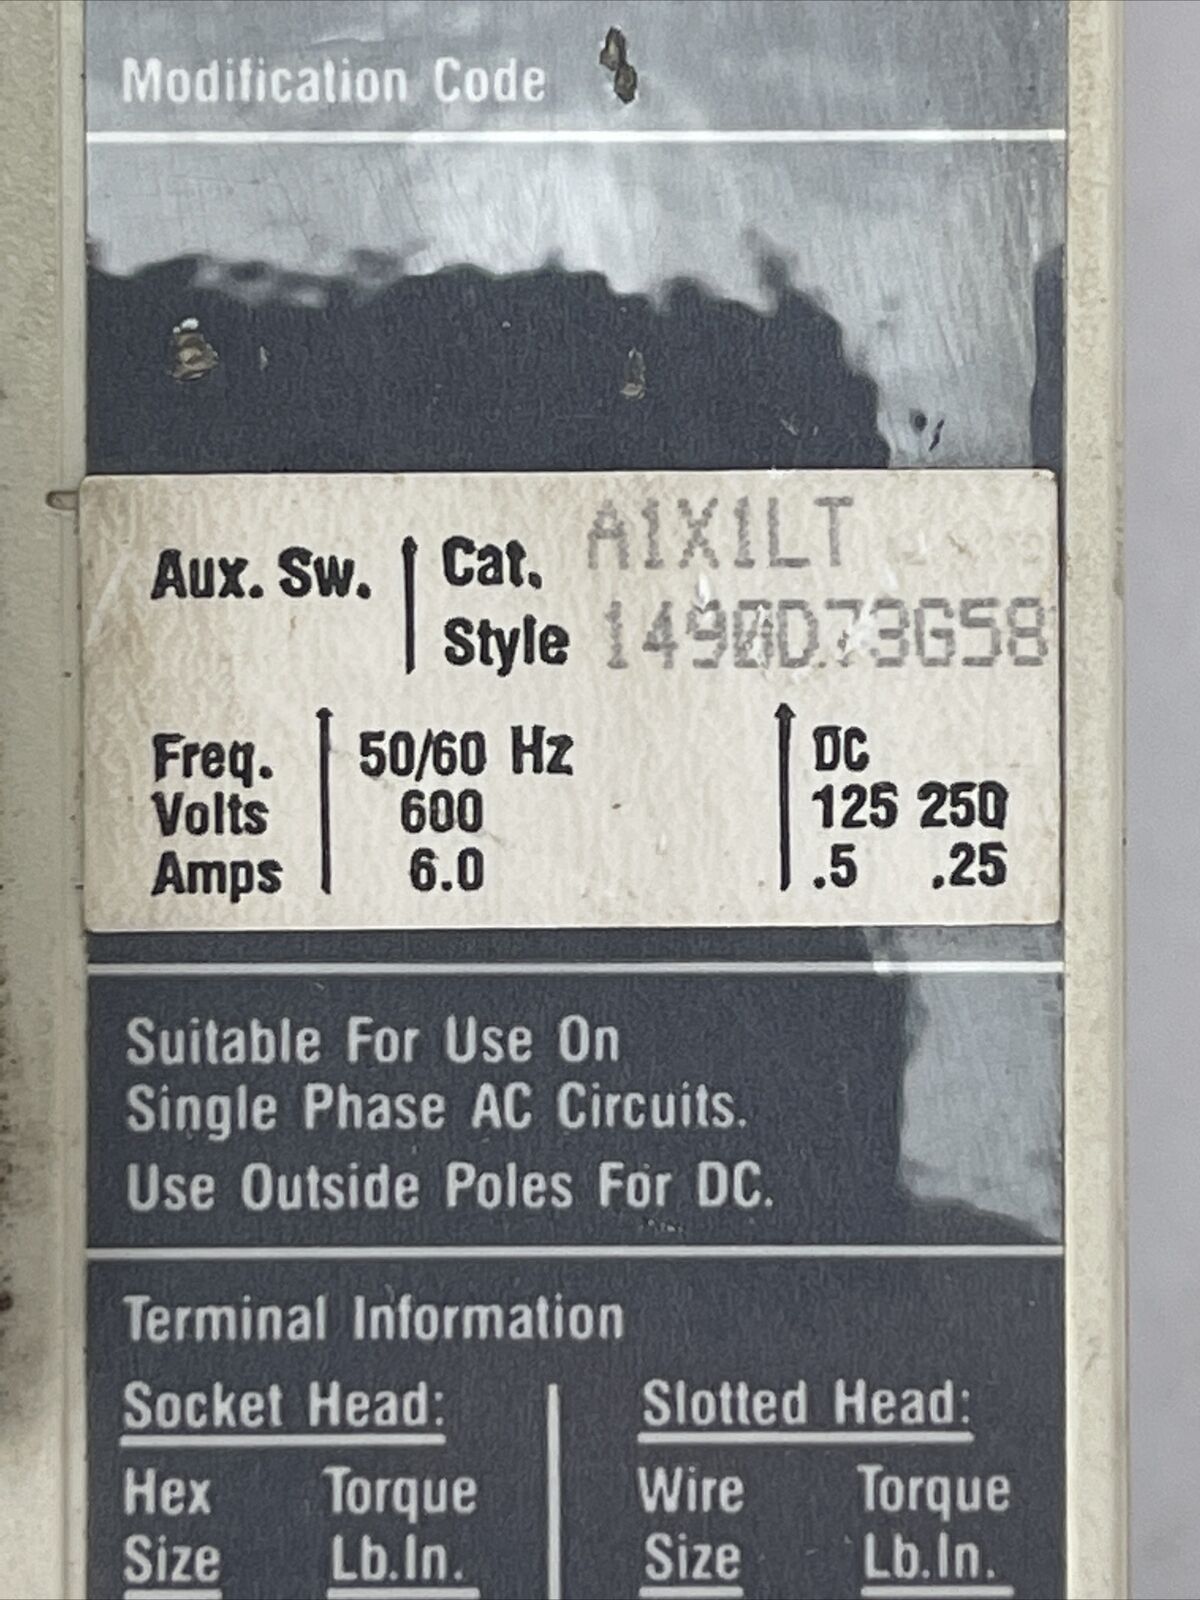 Modification Code
Aux. Sw. Cat. A1X1LT
Style 1490D73G58
Freq. 50/60 Hz DC
Volts 600 125 250
Amps 6.0 .5 .25
Suitable For Use On
Single Phase AC Circuits.
Use Outside Poles For DC.
Terminal Information
Socket Head: Slotted Head:
Hex Torque Wire Torque
Size Lb.In. Size Lb.In.